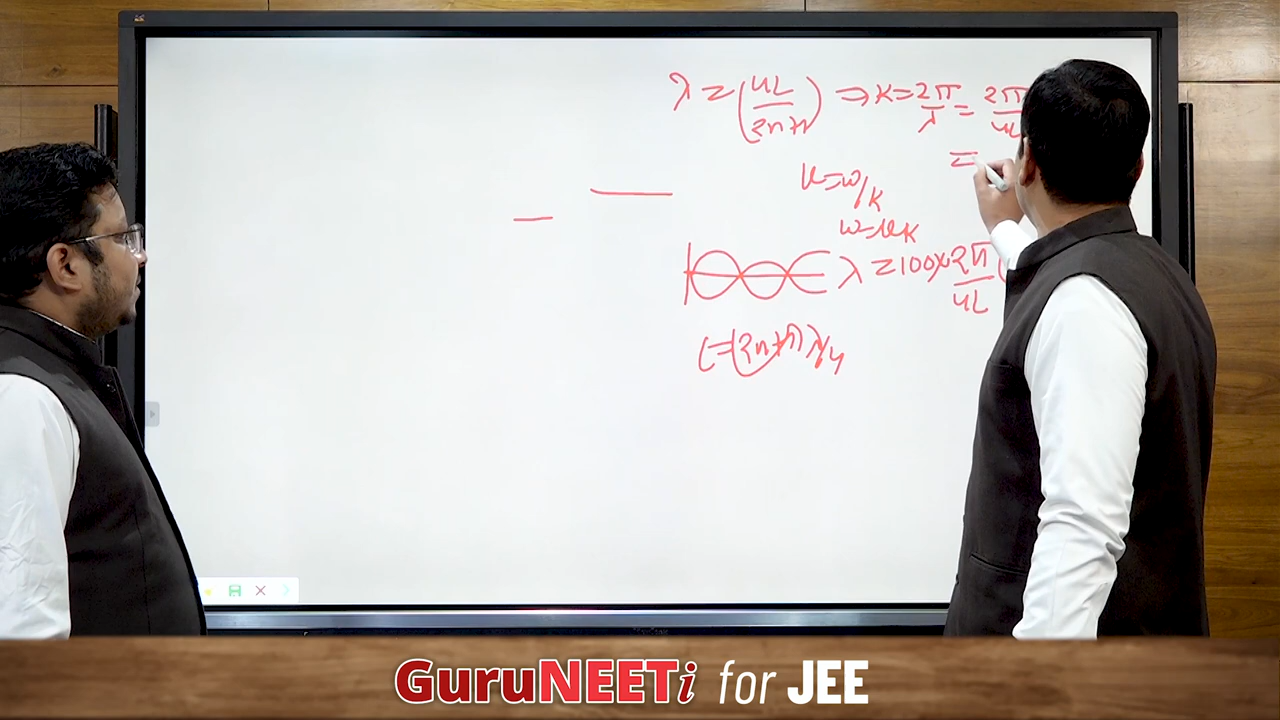 λ = (4L/2n+1) ⇒ K = 2π/λ = 2π/4L
=
v = ω/K
ω = vK
λ = 100 × 2π/4L (
L = (2n+1) λ/4
GuruNEETi for JEE